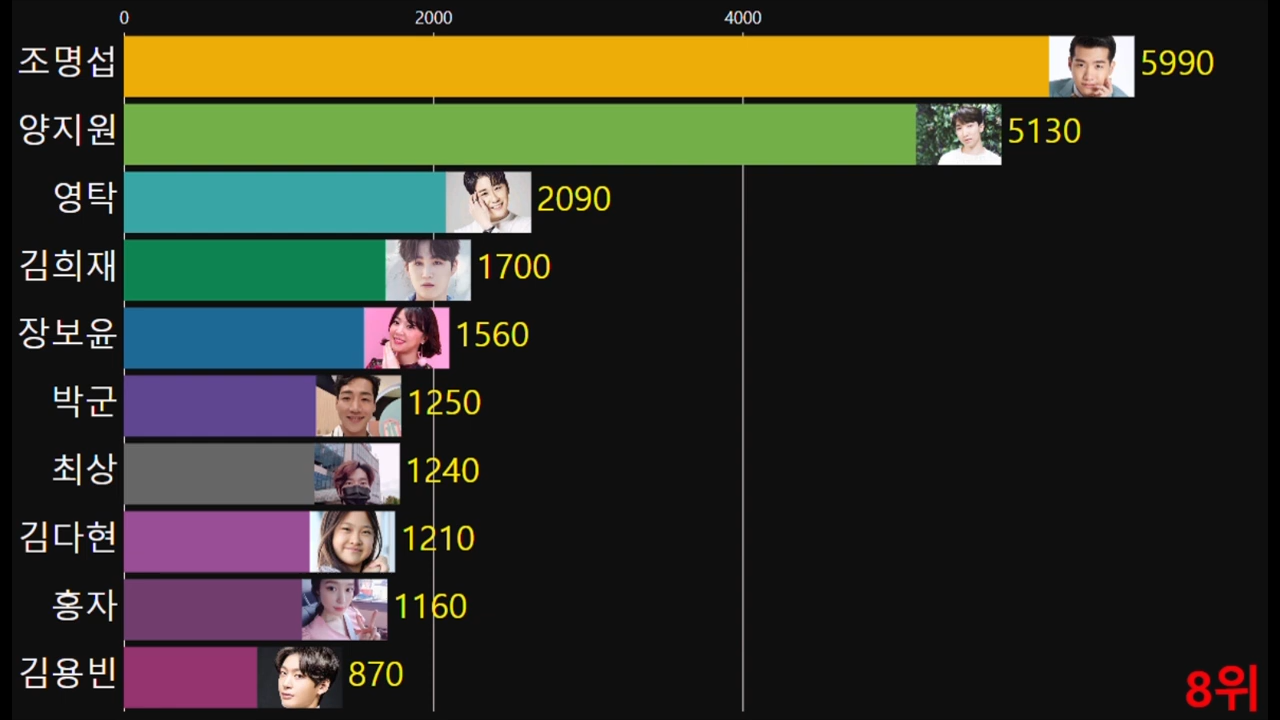 0 2000 4000
조명섭 5990
양지원 5130
영탁 2090
김희재 1700
장보윤 1560
박군 1250
최상 1240
김다현 1210
홍자 1160
김용빈 870
8위